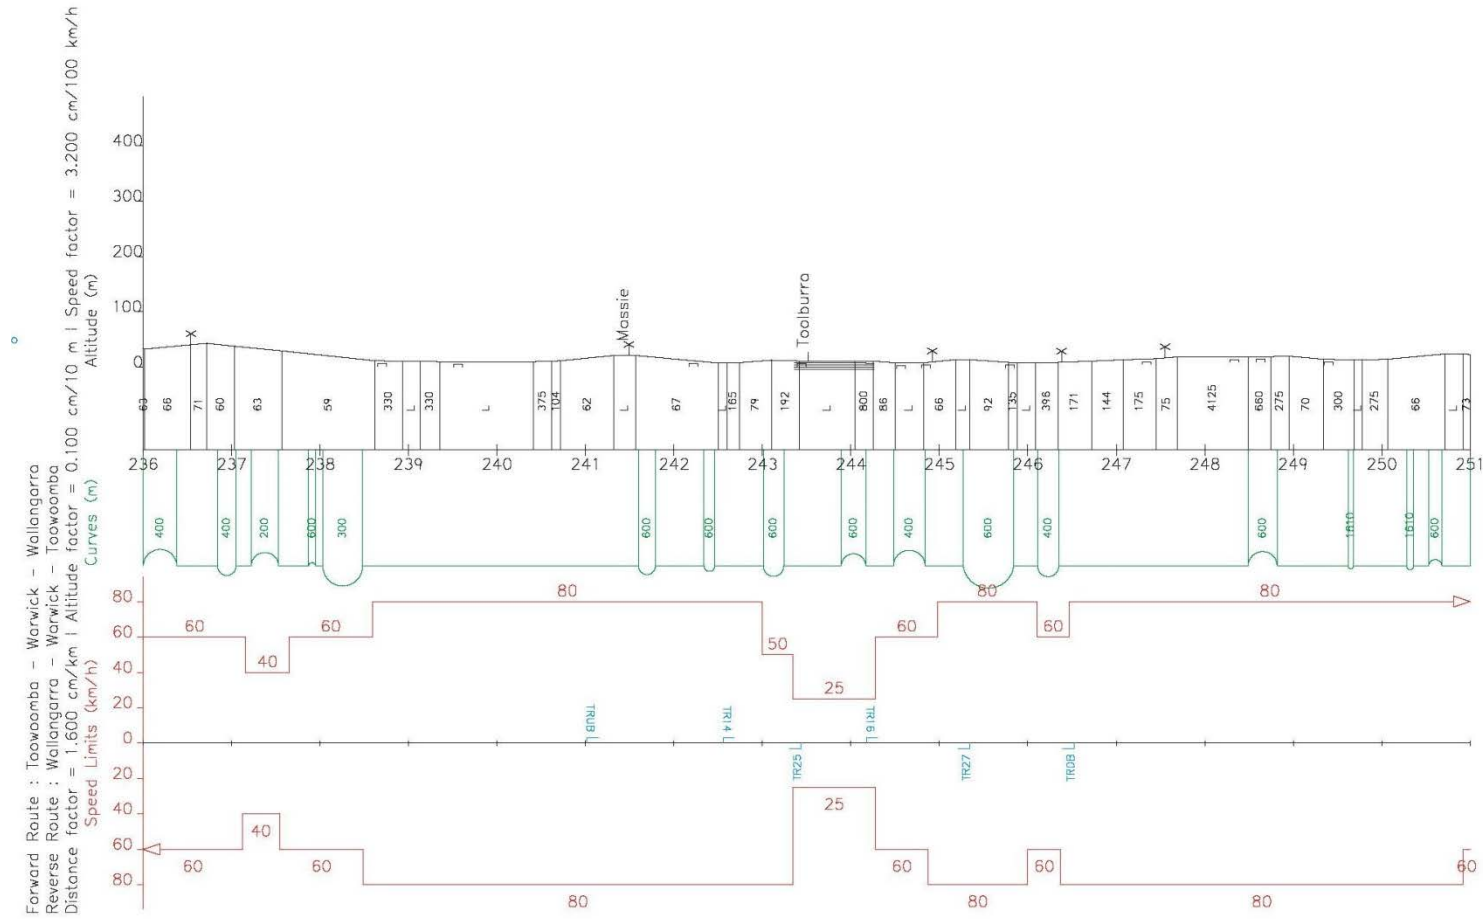 Forward Route : Toowoomba - Warwick - Wallangarra
Reverse Route : Wallangarra - Warwick - Toowoomba
Distance factor = 1.600 cm/km | Altitude factor = 0.100 cm/10 m | Speed factor = 3.200 cm/100 km/h
Altitude (m)
400
300
200
100
0
Massie
Toolburra
63 66 71 60 63 59 330 L 330 L 375 104 62 L 67 L 165 79 192 L 800 86 L 66 L 92 135 L 396 171 144 175 75 4125 680 275 70 300 L 275 66 L 73
236 237 238 239 240 241 242 243 244 245 246 247 248 249 250 251
Curves (m)
400 400 200 600 300 600 600 600 600 400 600 400 600 1610 1610 600
Speed Limits (km/h)
80
60
40
20
0
20
40
60
80
60 40 60 80 50 25 60 80 60 80
TRUB TR14 TR16
TR25 TR27 TRDB
60 40 60 80 25 60 80 60 80 60